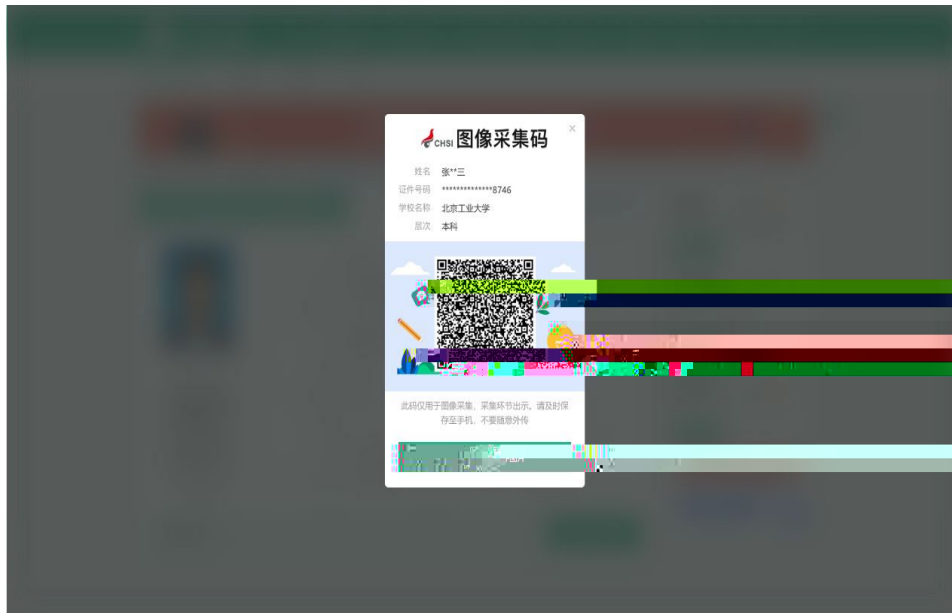 CHSI 图像采集码
×
姓名 张**三
证件号码 **************8746
学校名称 北京工业大学
层次 本科
此码仅用于图像采集、采集环节出示。请及时保
存至手机，不要随意外传